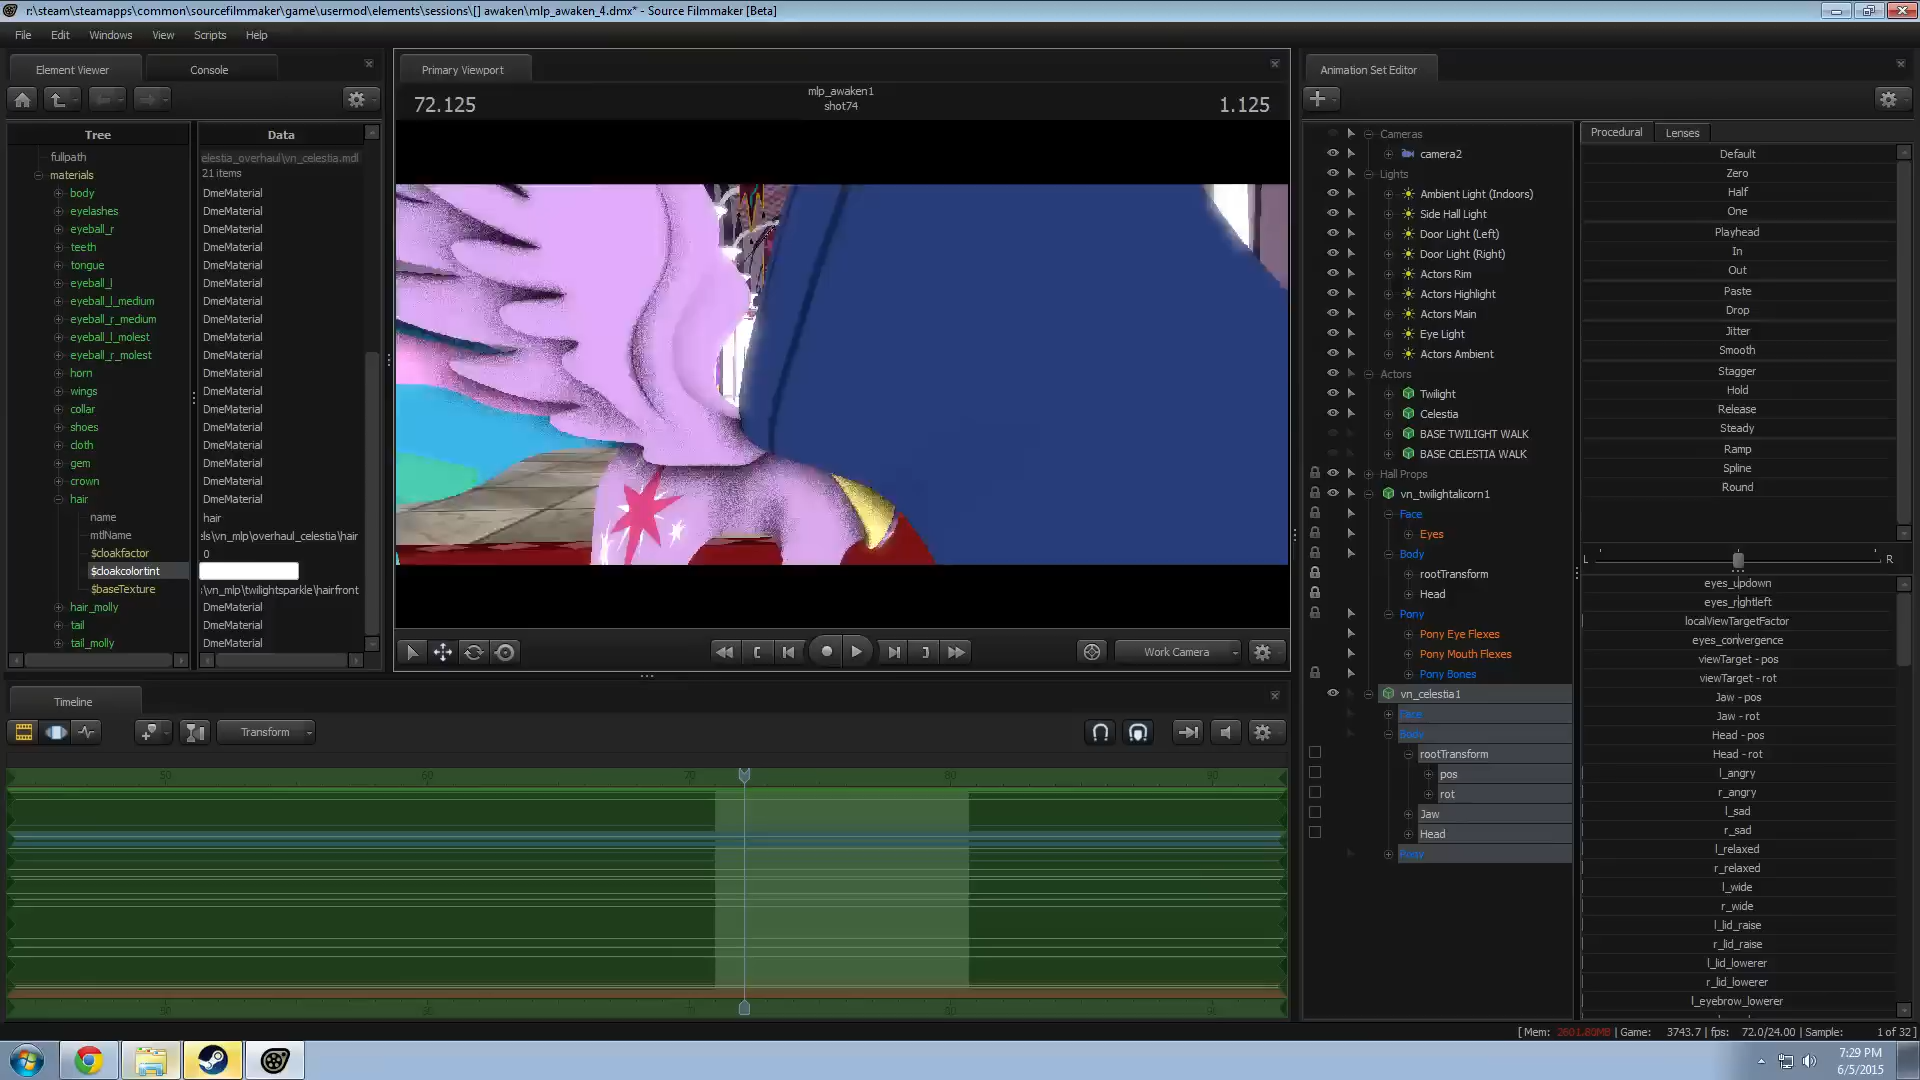 r:\steam\steamapps\common\sourcefilmmaker\game\usermod\elements\sessions\[] awaken\mlp_awaken_4.dmx* - Source Filmmaker [Beta]
File Edit Windows View Scripts Help
Element Viewer Console
Tree Data
fullpath elestia_overhaul\vn_celestia.mdl
materials 21 items
body DmeMaterial
eyelashes DmeMaterial
eyeball_r DmeMaterial
teeth DmeMaterial
tongue DmeMaterial
eyeball_l DmeMaterial
eyeball_l_medium DmeMaterial
eyeball_r_medium DmeMaterial
eyeball_l_molest DmeMaterial
eyeball_r_molest DmeMaterial
horn DmeMaterial
wings DmeMaterial
collar DmeMaterial
shoes DmeMaterial
cloth DmeMaterial
gem DmeMaterial
crown DmeMaterial
hair DmeMaterial
name hair
mtlName ls\vn_mlp\overhaul_celestia\hair
$cloakfactor 0
$cloakcolortint
$baseTexture s\vn_mlp\twilightsparkle\hairfront
hair_molly DmeMaterial
tail DmeMaterial
tail_molly DmeMaterial
Primary Viewport
72.125
mlp_awaken1
shot74
1.125
Work Camera
Timeline
Transform
50 60 70 80 90
Animation Set Editor
Cameras
camera2
Lights
Ambient Light (Indoors)
Side Hall Light
Door Light (Left)
Door Light (Right)
Actors Rim
Actors Highlight
Actors Main
Eye Light
Actors Ambient
Actors
Twilight
Celestia
BASE TWILIGHT WALK
BASE CELESTIA WALK
Hall Props
vn_twilightalicorn1
Face
Eyes
Body
rootTransform
Head
Pony
Pony Eye Flexes
Pony Mouth Flexes
Pony Bones
vn_celestia1
Face
Body
rootTransform
pos
rot
Jaw
Head
Pony
Procedural Lenses
Default
Zero
Half
One
Playhead
In
Out
Paste
Drop
Jitter
Smooth
Stagger
Hold
Release
Steady
Ramp
Spline
Round
L R
eyes_updown
eyes_rightleft
localViewTargetFactor
eyes_convergence
viewTarget - pos
viewTarget - rot
Jaw - pos
Jaw - rot
Head - pos
Head - rot
l_angry
r_angry
l_sad
r_sad
l_relaxed
r_relaxed
l_wide
r_wide
l_lid_raise
r_lid_raise
l_lid_lowerer
r_lid_lowerer
l_eyebrow_lowerer
[ Mem: 2601.80MB | Game: 3743.7 | fps: 72.0/24.00 | Sample: 1 of 32 ]
7:29 PM
6/5/2015